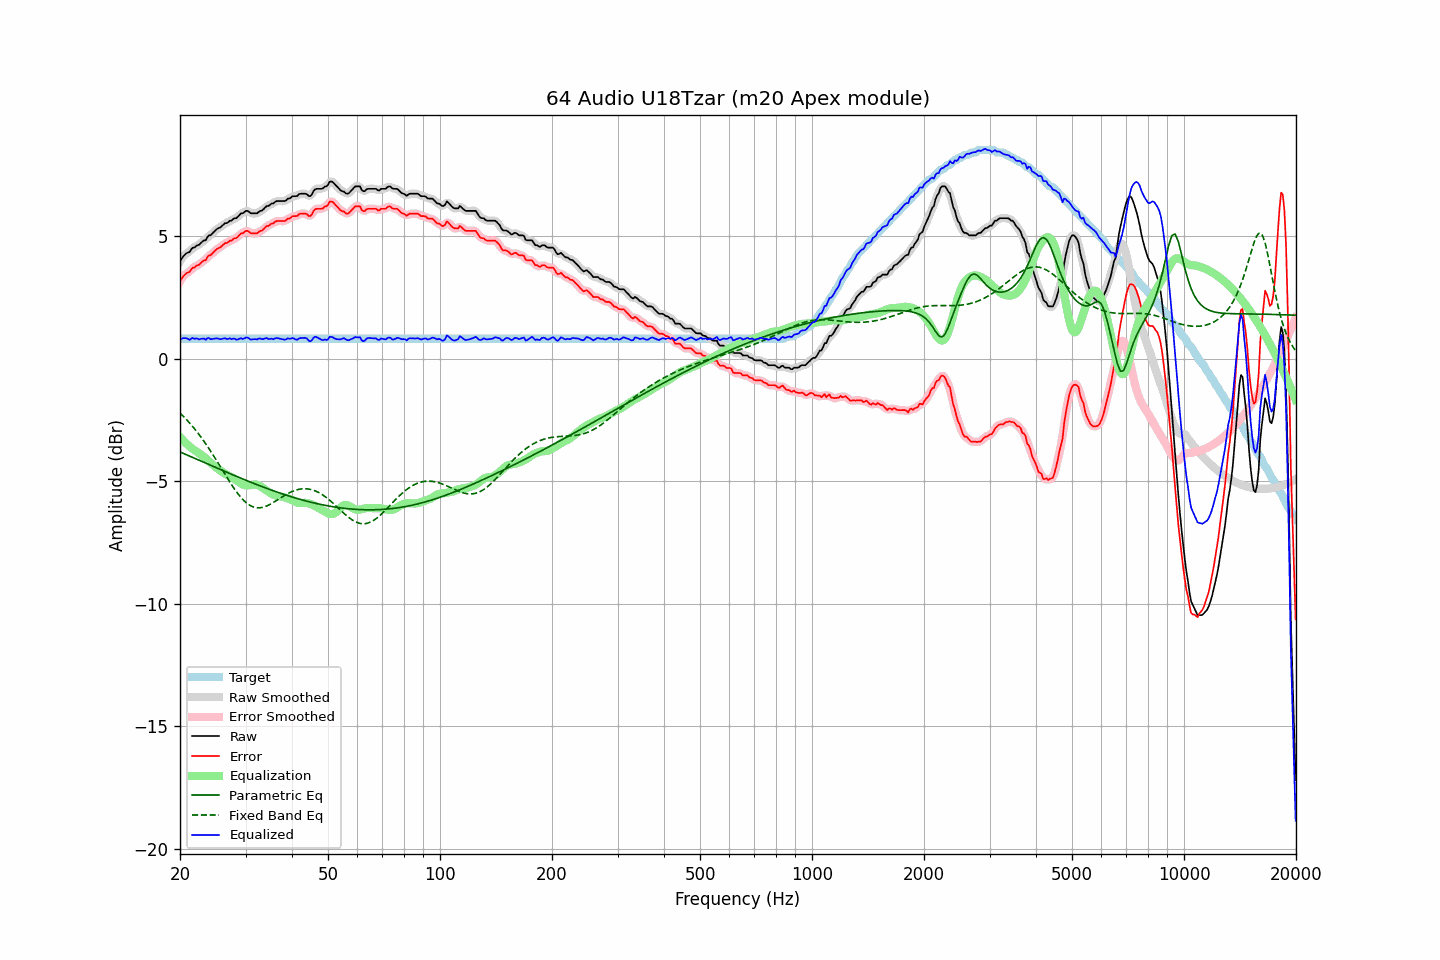 64 Audio U18Tzar (m20 Apex module)
Amplitude (dBr)
5
0
−5
−10
−15
−20
Target
Raw Smoothed
Error Smoothed
Raw
Error
Equalization
Parametric Eq
Fixed Band Eq
Equalized
20 50 100 200 500 1000 2000 5000 10000 20000
Frequency (Hz)